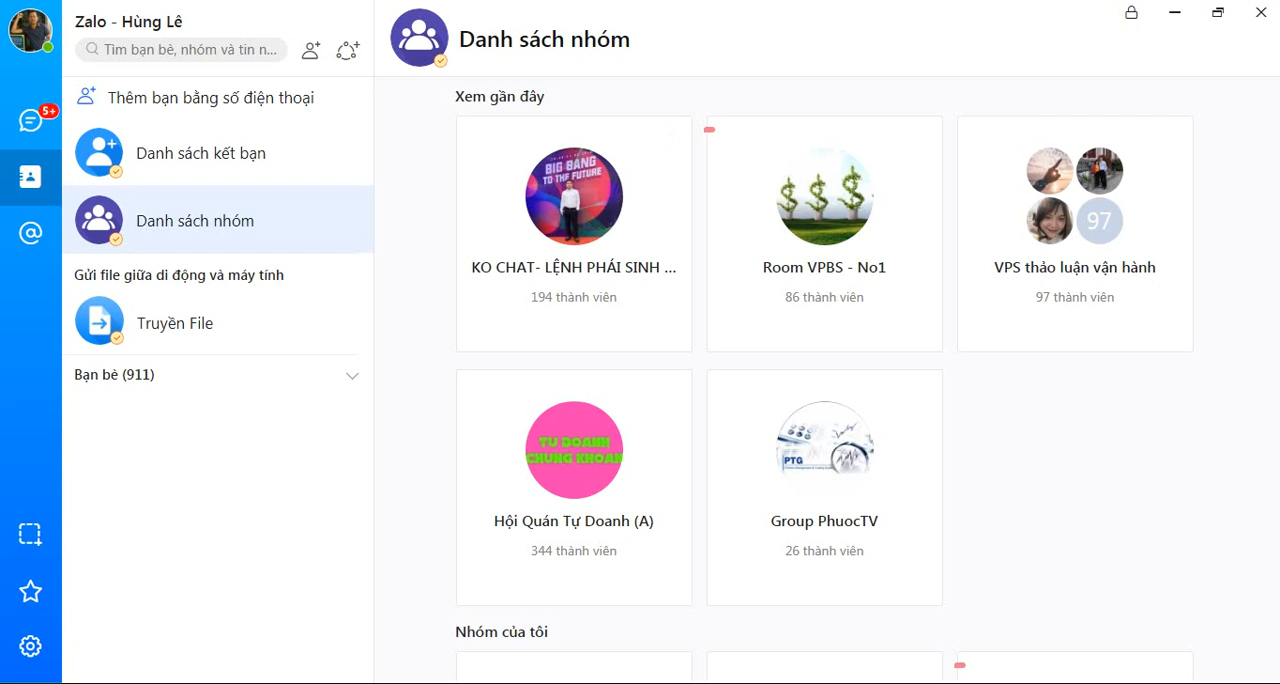 Zalo - Hùng Lê
Tìm bạn bè, nhóm và tin n...
5+
Thêm bạn bằng số điện thoại
Danh sách kết bạn
Danh sách nhóm
Gửi file giữa di động và máy tính
Truyền File
Bạn bè (911)
Danh sách nhóm
Xem gần đây
BIG BANG
TO THE FUTURE
KO CHAT- LỆNH PHÁI SINH ...
194 thành viên
Room VPBS - No1
86 thành viên
97
VPS thảo luận vận hành
97 thành viên
TU DOANH
CHUNG KHOAN
Hội Quán Tự Doanh (A)
344 thành viên
PTG
Group PhuocTV
26 thành viên
Nhóm của tôi